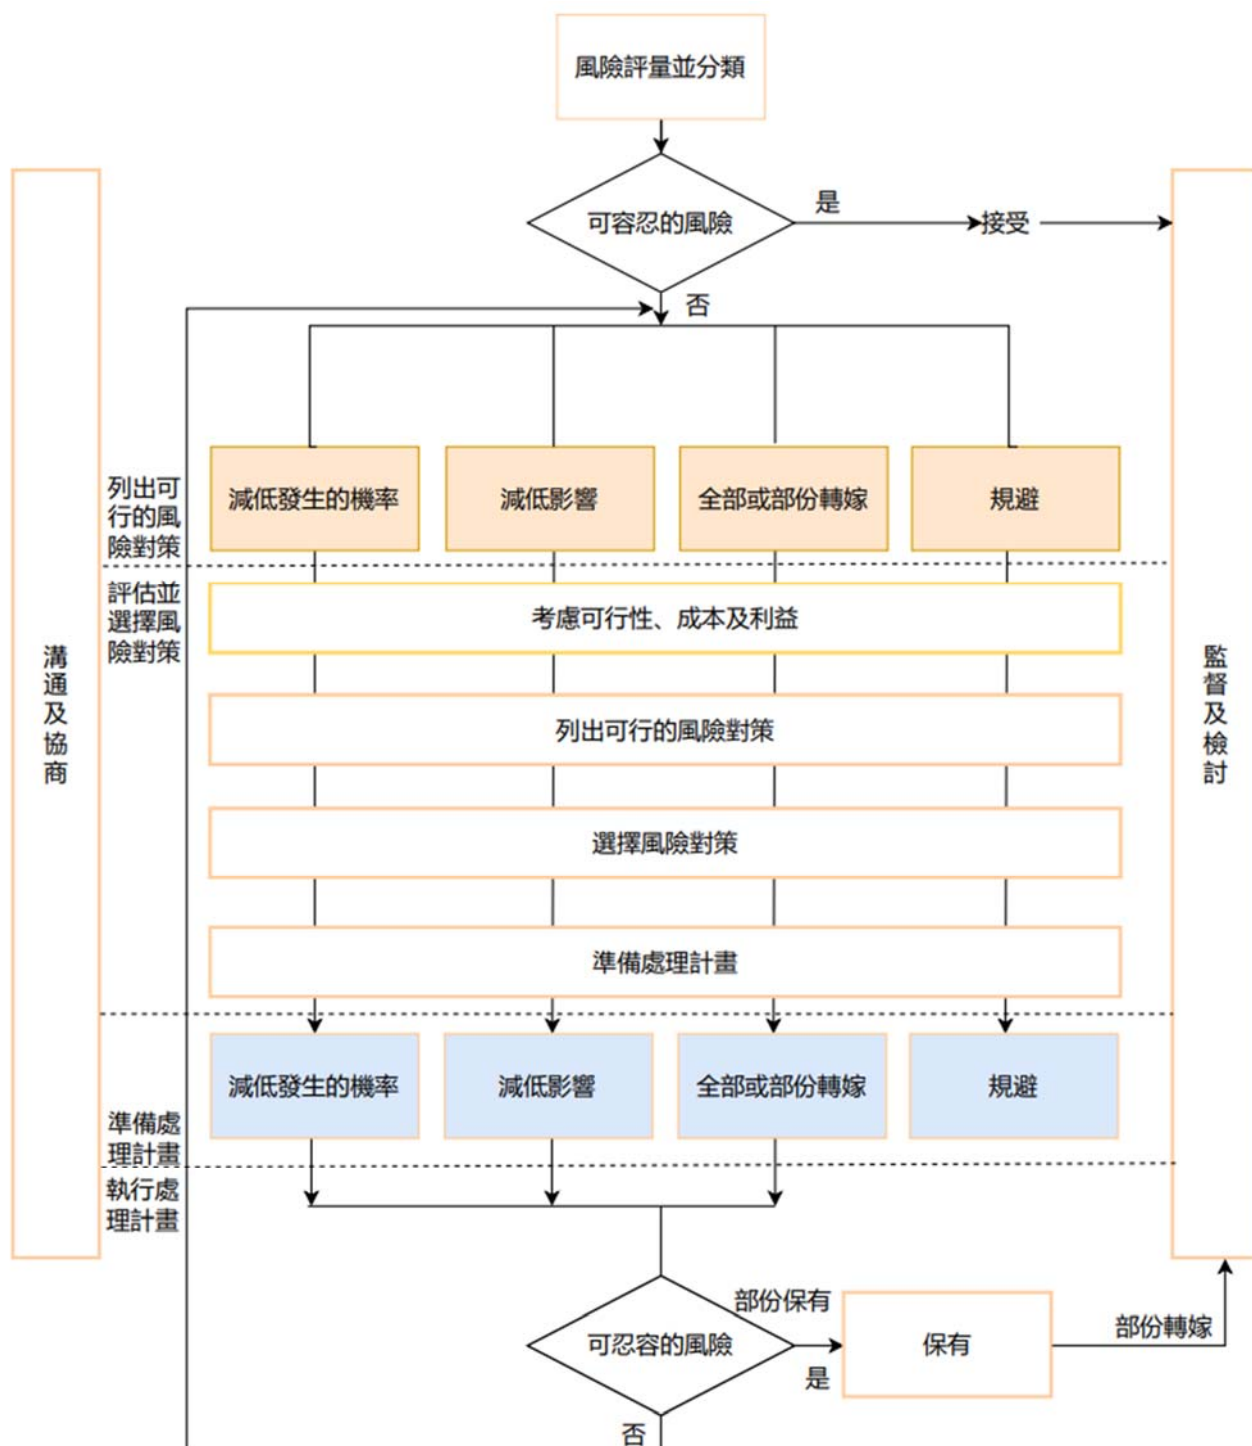 風險評量並分類
可容忍的風險
是
接受
否
列出可
行的風
險對策
減低發生的機率
減低影響
全部或部份轉嫁
規避
評估並
選擇風
險對策
考慮可行性、成本及利益
列出可行的風險對策
選擇風險對策
準備處理計畫
溝通及協商
監督及檢討
減低發生的機率
減低影響
全部或部份轉嫁
規避
準備處
理計畫
執行處
理計畫
可忍容的風險
部份保有
是
保有
部份轉嫁
否